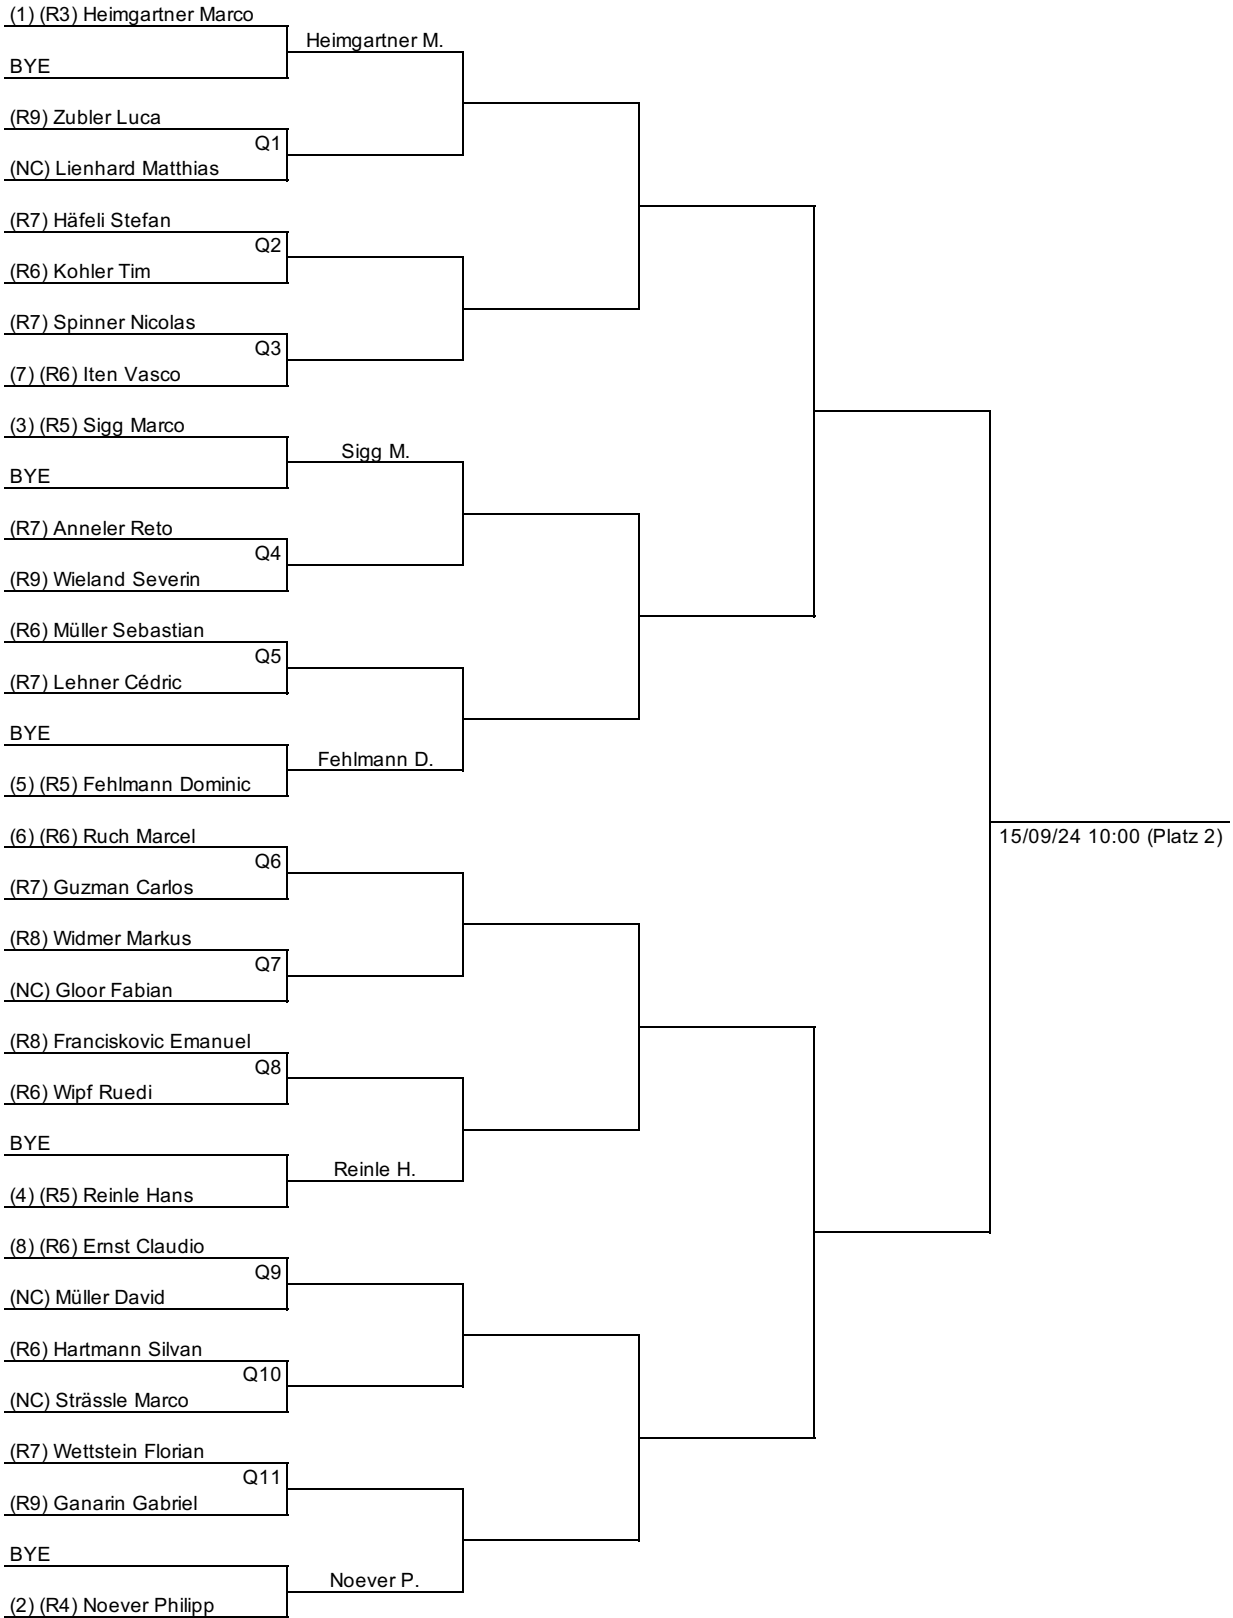 (1) (R3) Heimgartner Marco
Heimgartner M.
BYE
(R9) Zubler Luca
Q1
(NC) Lienhard Matthias
(R7) Häfeli Stefan
Q2
(R6) Kohler Tim
(R7) Spinner Nicolas
Q3
(7) (R6) Iten Vasco
(3) (R5) Sigg Marco
Sigg M.
BYE
(R7) Anneler Reto
Q4
(R9) Wieland Severin
(R6) Müller Sebastian
Q5
(R7) Lehner Cédric
BYE
Fehlmann D.
(5) (R5) Fehlmann Dominic
(6) (R6) Ruch Marcel
15/09/24 10:00 (Platz 2)
Q6
(R7) Guzman Carlos
(R8) Widmer Markus
Q7
(NC) Gloor Fabian
(R8) Franciskovic Emanuel
Q8
(R6) Wipf Ruedi
BYE
Reinle H.
(4) (R5) Reinle Hans
(8) (R6) Ernst Claudio
Q9
(NC) Müller David
(R6) Hartmann Silvan
Q10
(NC) Strässle Marco
(R7) Wettstein Florian
Q11
(R9) Ganarin Gabriel
BYE
Noever P.
(2) (R4) Noever Philipp